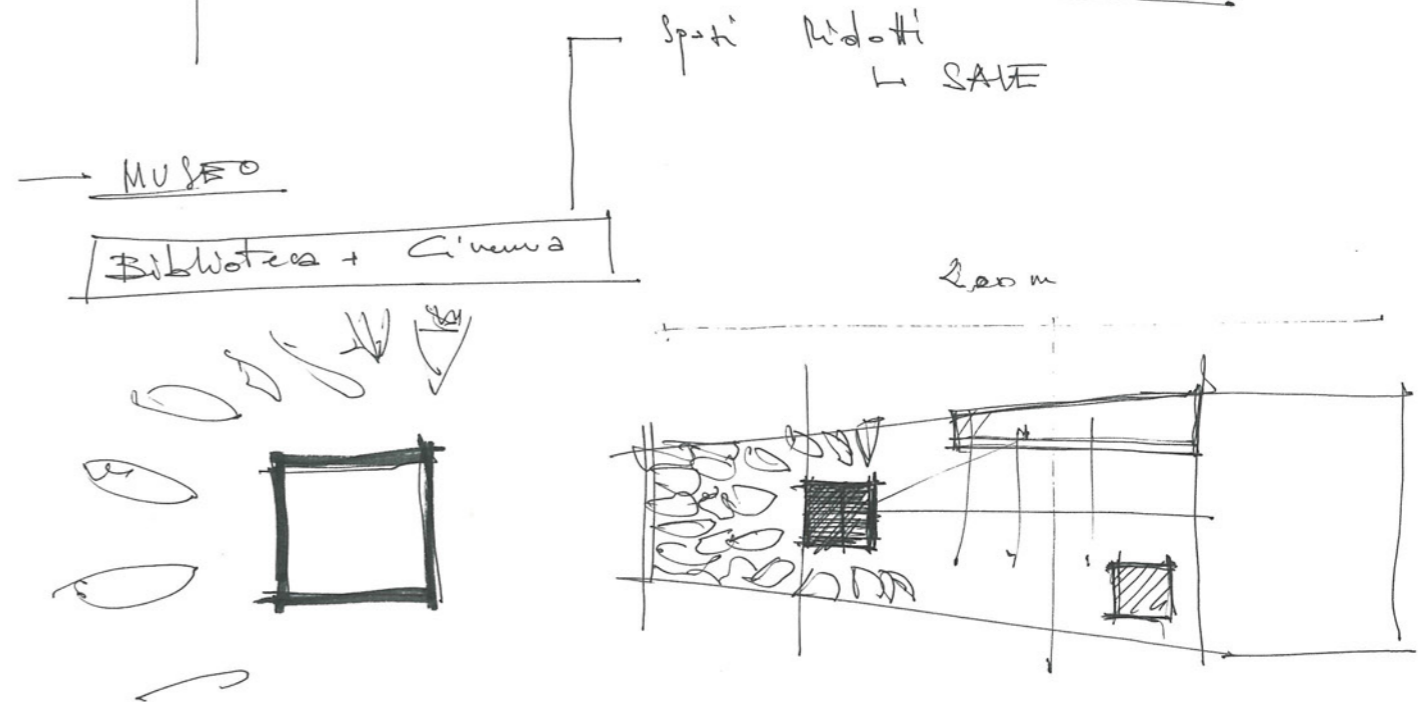 Spazi Ridotti
↳ SALE
→ MUSEO
Biblioteca + Cinema
200 m